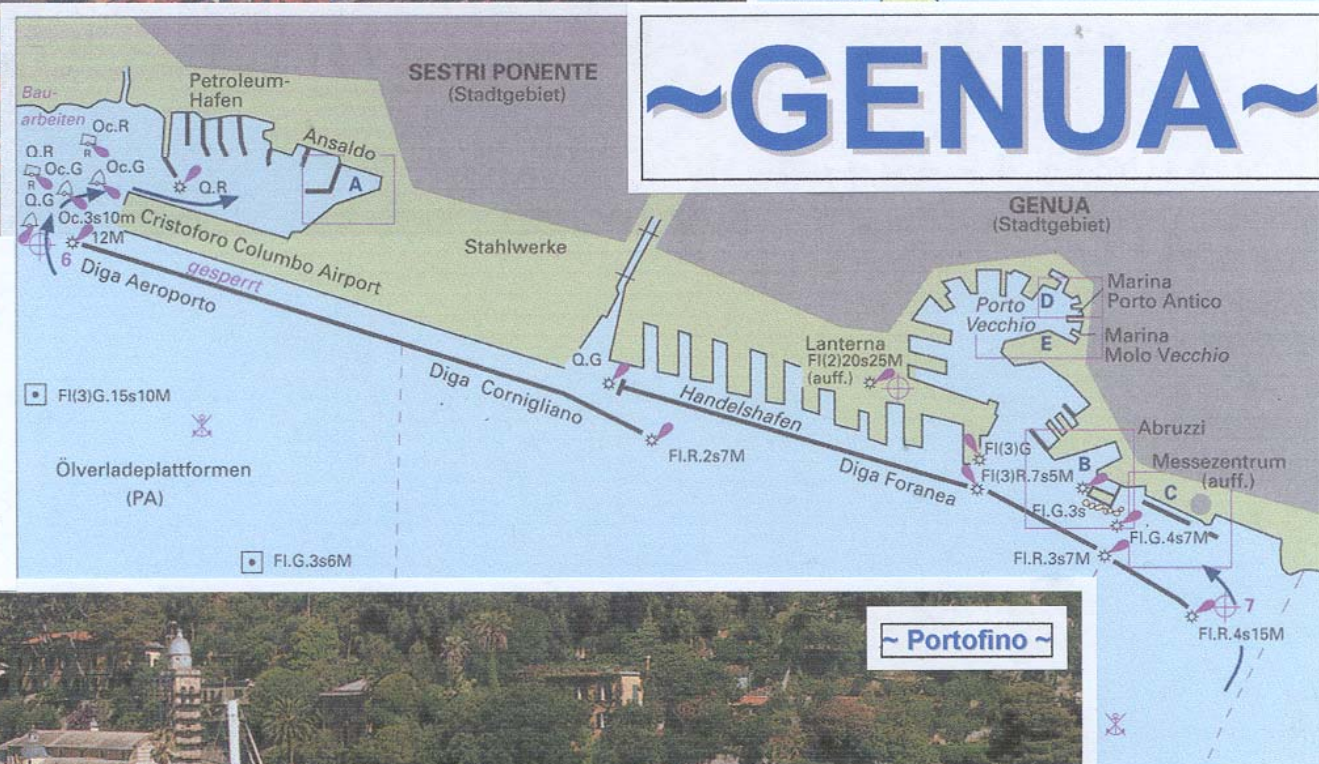 ~GENUA~
SESTRI PONENTE
(Stadtgebiet)
Petroleum-
Hafen
Bau-
arbeiten
Oc.R
R
Q.R
R
Oc.G
Oc.G
Q.G
Q.R
Ansaldo
A
Oc.3s10m
12M
6
Cristoforo Columbo Airport
gesperrt
Diga Aeroporto
Stahlwerke
GENUA
(Stadtgebiet)
Marina
Porto Antico
Porto
Vecchio
D
E
Marina
Molo Vecchio
Lanterna
Fl(2)20s25M
(auff.)
Q.G
Diga Cornigliano
Handelshafen
Fl(3)G.15s10M
Fl.R.2s7M
Ölverladeplattformen
(PA)
Diga Foranea
Fl(3)G
Fl(3)R.7s5M
Abruzzi
B
Messezentrum
(auff.)
C
Fl.G.3s
Fl.G.4s7M
Fl.R.3s7M
Fl.G.3s6M
7
Fl.R.4s15M
~ Portofino ~